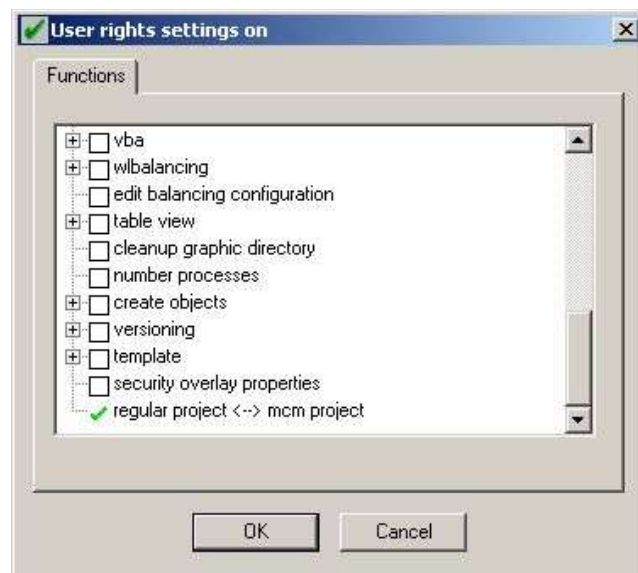 User rights settings on
Functions
vba
wlbalancing
edit balancing configuration
table view
cleanup graphic directory
number processes
create objects
versioning
template
security overlay properties
regular project <--> mcm project
OK
Cancel